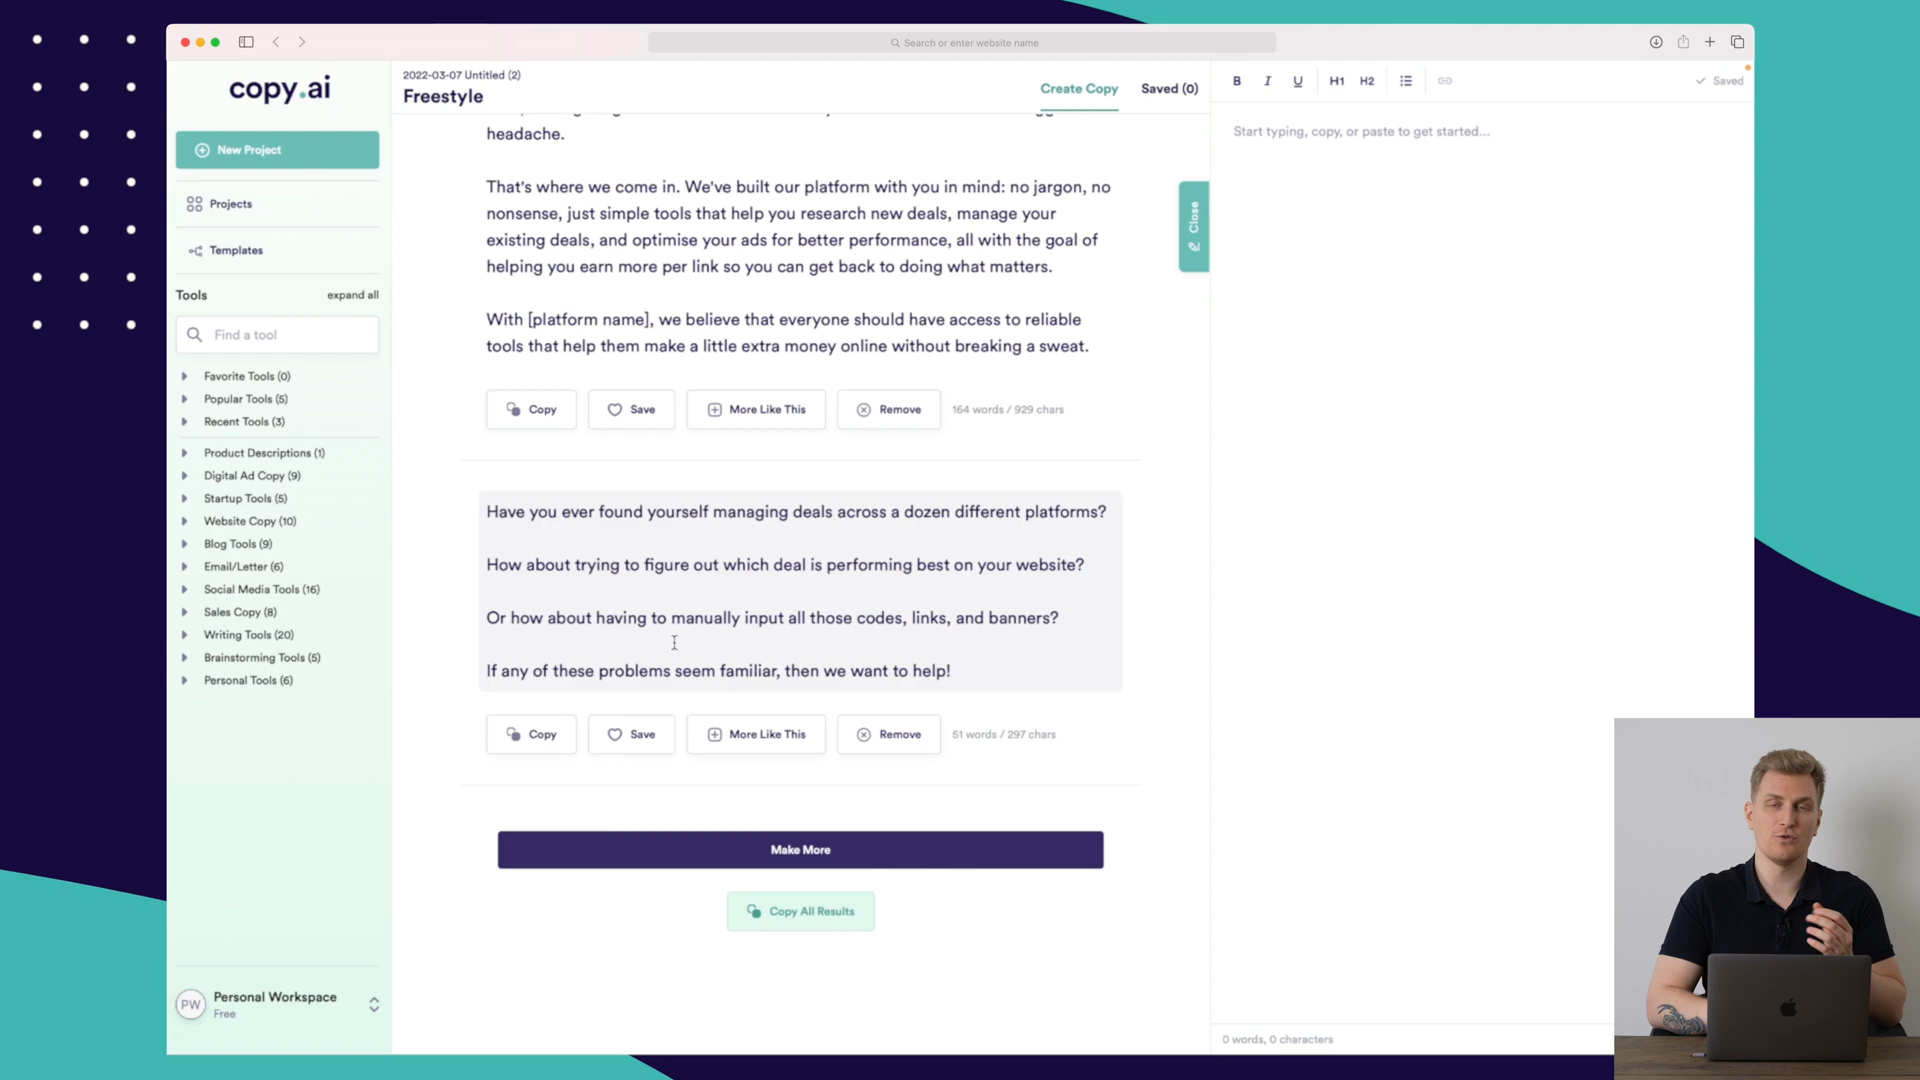 Search or enter website name
copy.ai
2022-03-07 Untitled (2)
Freestyle
Create Copy
Saved (0)
B I U H1 H2
Saved
New Project
Projects
Templates
Tools
expand all
Find a tool
Favorite Tools (0)
Popular Tools (5)
Recent Tools (3)
Product Descriptions (1)
Digital Ad Copy (9)
Startup Tools (5)
Website Copy (10)
Blog Tools (9)
Email/Letter (6)
Social Media Tools (16)
Sales Copy (8)
Writing Tools (20)
Brainstorming Tools (5)
Personal Tools (6)
PW
Personal Workspace
Free
headache.
That's where we come in. We've built our platform with you in mind: no jargon, no
nonsense, just simple tools that help you research new deals, manage your
existing deals, and optimise your ads for better performance, all with the goal of
helping you earn more per link so you can get back to doing what matters.
With [platform name], we believe that everyone should have access to reliable
tools that help them make a little extra money online without breaking a sweat.
Copy
Save
More Like This
Remove
164 words / 929 chars
Have you ever found yourself managing deals across a dozen different platforms?
How about trying to figure out which deal is performing best on your website?
Or how about having to manually input all those codes, links, and banners?
If any of these problems seem familiar, then we want to help!
Copy
Save
More Like This
Remove
51 words / 297 chars
Make More
Copy All Results
Close
Start typing, copy, or paste to get started...
0 words, 0 characters